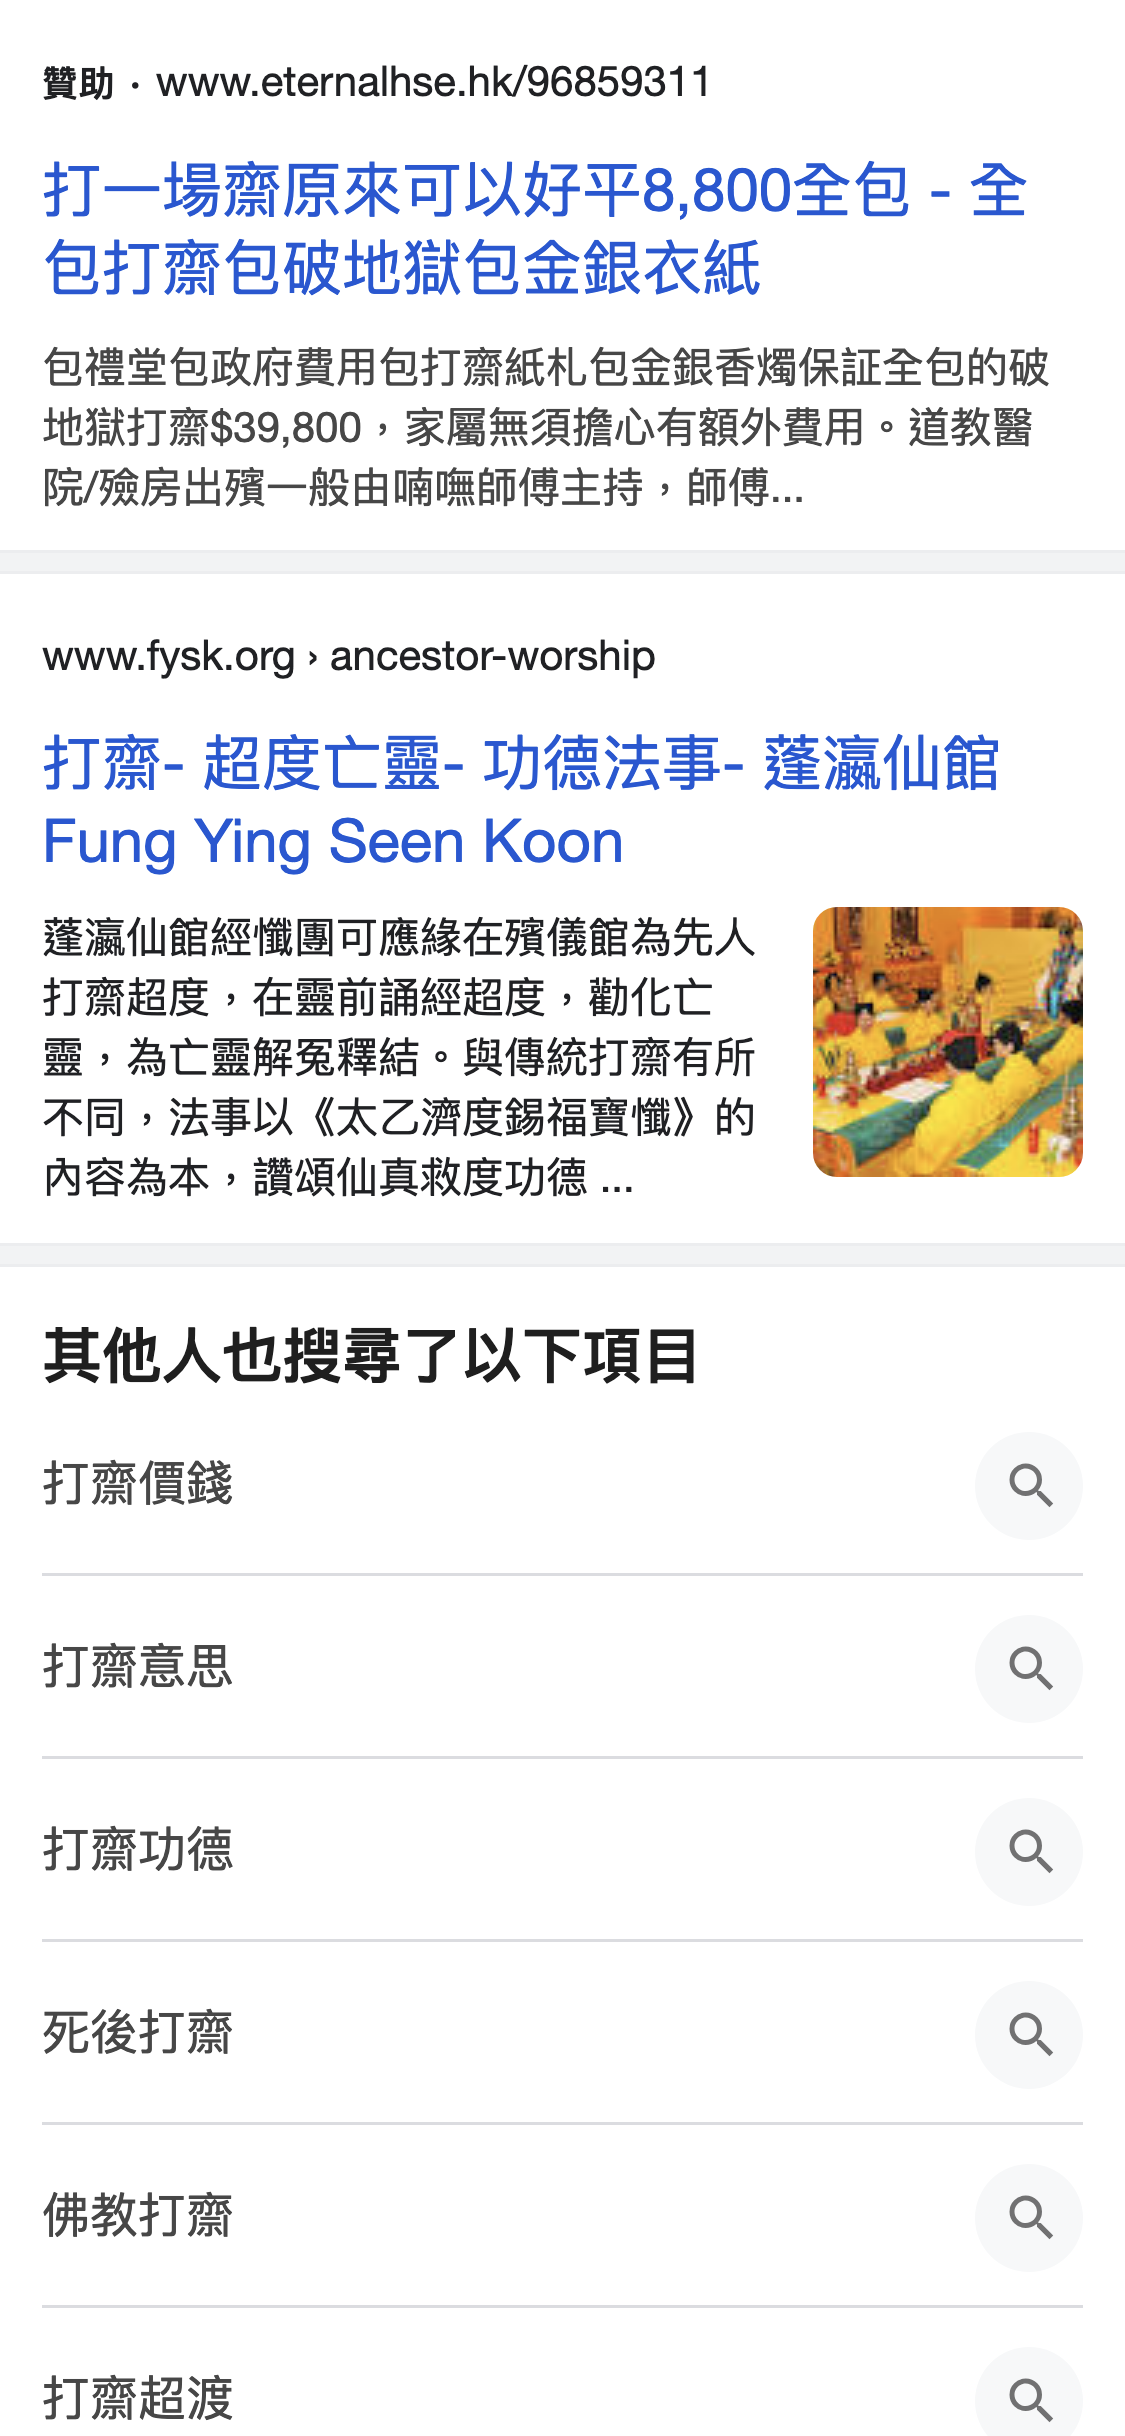 贊助 · www.eternalhse.hk/96859311
打一場齋原來可以好平8,800全包 - 全
包打齋包破地獄包金銀衣紙
包禮堂包政府費用包打齋紙札包金銀香燭保証全包的破
地獄打齋$39,800，家屬無須擔心有額外費用。道教醫
院/殮房出殯一般由喃嘸師傅主持，師傅...
www.fysk.org › ancestor-worship
打齋- 超度亡靈- 功德法事- 蓬瀛仙館
Fung Ying Seen Koon
蓬瀛仙館經懺團可應緣在殯儀館為先人
打齋超度，在靈前誦經超度，勸化亡
靈，為亡靈解冤釋結。與傳統打齋有所
不同，法事以《太乙濟度錫福寶懺》的
內容為本，讚頌仙真救度功德 ...
其他人也搜尋了以下項目
打齋價錢
打齋意思
打齋功德
死後打齋
佛教打齋
打齋超渡